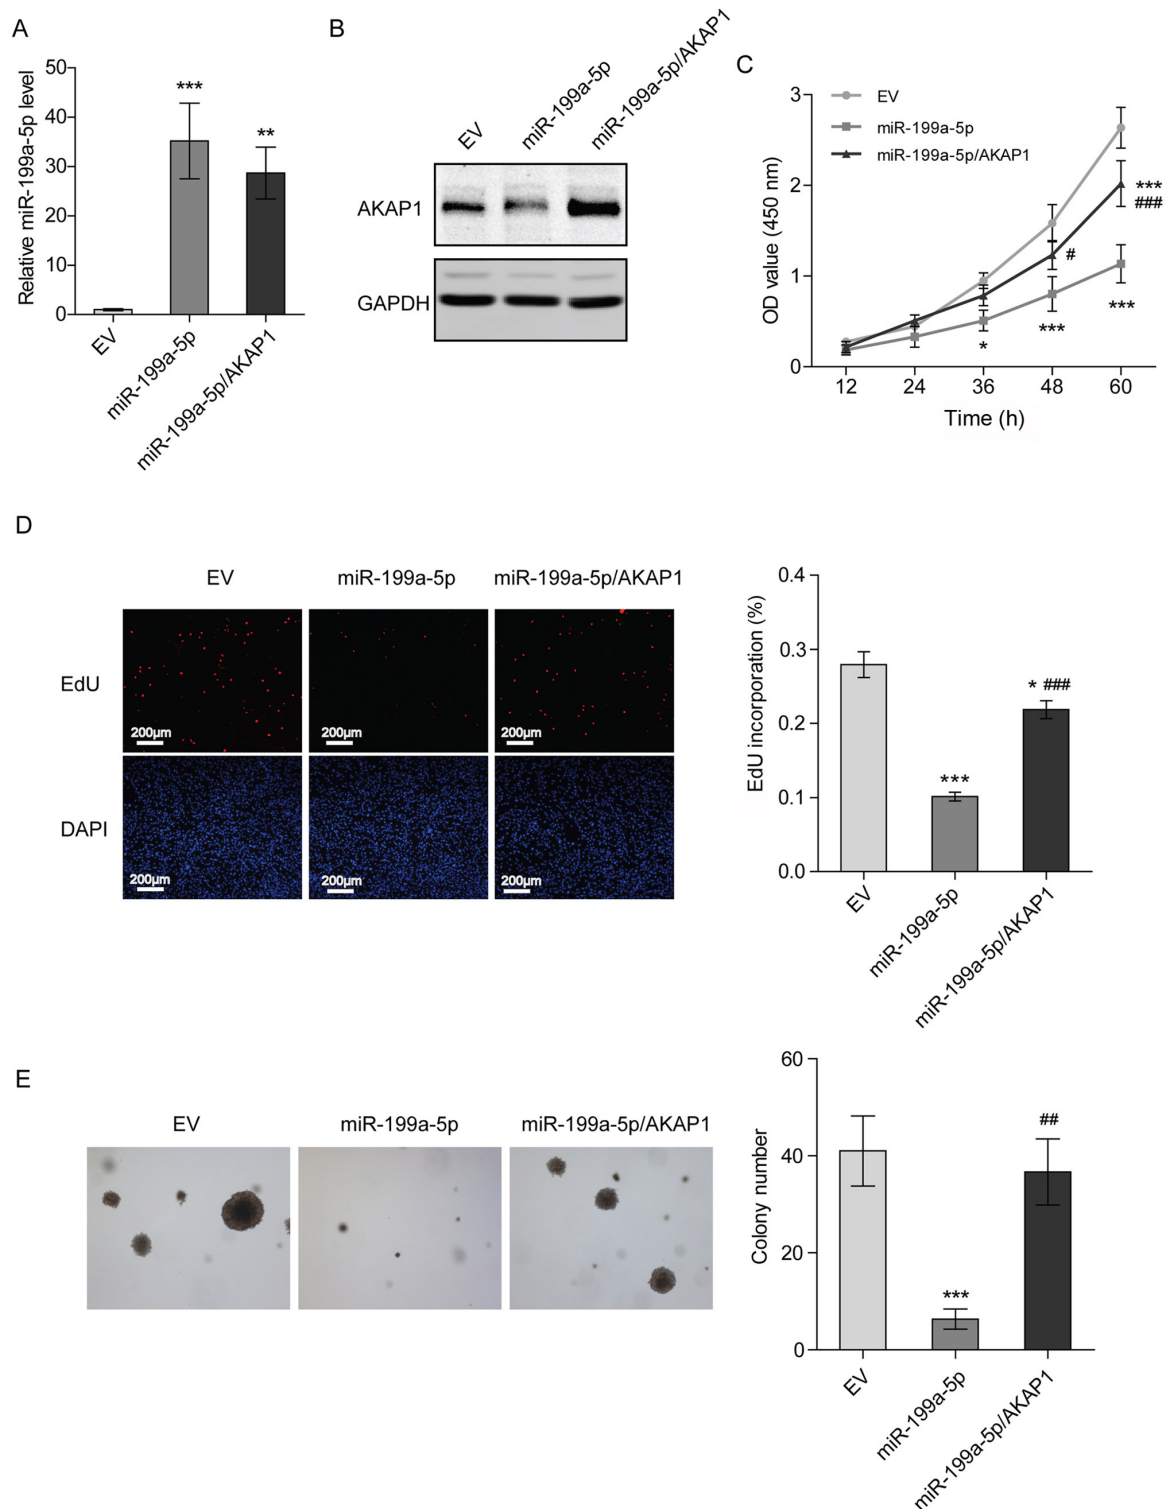 A
Relative miR-199a-5p level
50
40
30
20
10
0
***
**
EV
miR-199a-5p
miR-199a-5p/AKAP1
B
EV
miR-199a-5p
miR-199a-5p/AKAP1
AKAP1
GAPDH
C
OD value (450 nm)
3
2
1
0
EV
miR-199a-5p
miR-199a-5p/AKAP1
***
###
#
***
***
*
12 24 36 48 60
Time (h)
D
EV miR-199a-5p miR-199a-5p/AKAP1
EdU
200μm 200μm 200μm
DAPI
200μm 200μm 200μm
EdU incorporation (%)
0.4
0.3
0.2
0.1
0.0
***
* ###
EV
miR-199a-5p
miR-199a-5p/AKAP1
E
EV miR-199a-5p miR-199a-5p/AKAP1
Colony number
60
40
20
0
***
##
EV
miR-199a-5p
miR-199a-5p/AKAP1